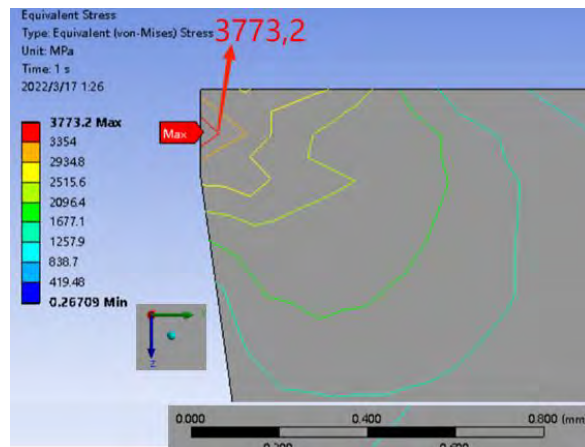 Equivalent Stress
Type: Equivalent (von-Mises) Stress
Unit: MPa
Time: 1 s
2022/3/17 1:26
3773,2
3773.2 Max
3354
2934.8
2515.6
2096.4
1677.1
1257.9
838.7
419.48
0.26709 Min
Max
Z
0.000
0.400
0.800 (mm)